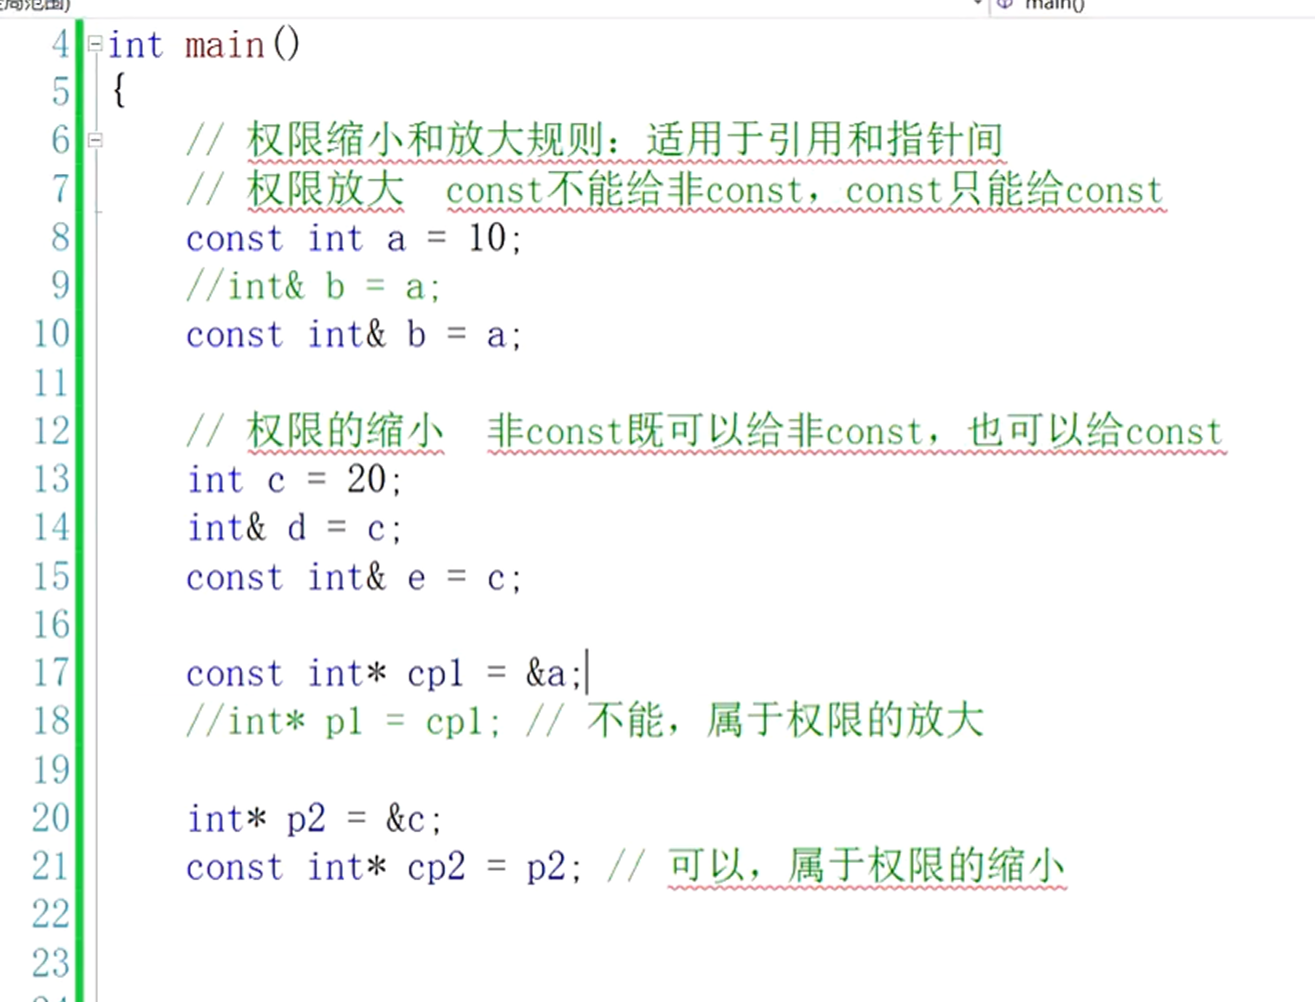 main()
4 int main()
5 {
6 // 权限缩小和放大规则：适用于引用和指针间
7 // 权限放大 const不能给非const，const只能给const
8 const int a = 10;
9 //int& b = a;
10 const int& b = a;
11
12 // 权限的缩小 非const既可以给非const，也可以给const
13 int c = 20;
14 int& d = c;
15 const int& e = c;
16
17 const int* cp1 = &a;
18 //int* p1 = cp1; // 不能，属于权限的放大
19
20 int* p2 = &c;
21 const int* cp2 = p2; // 可以，属于权限的缩小
22
23